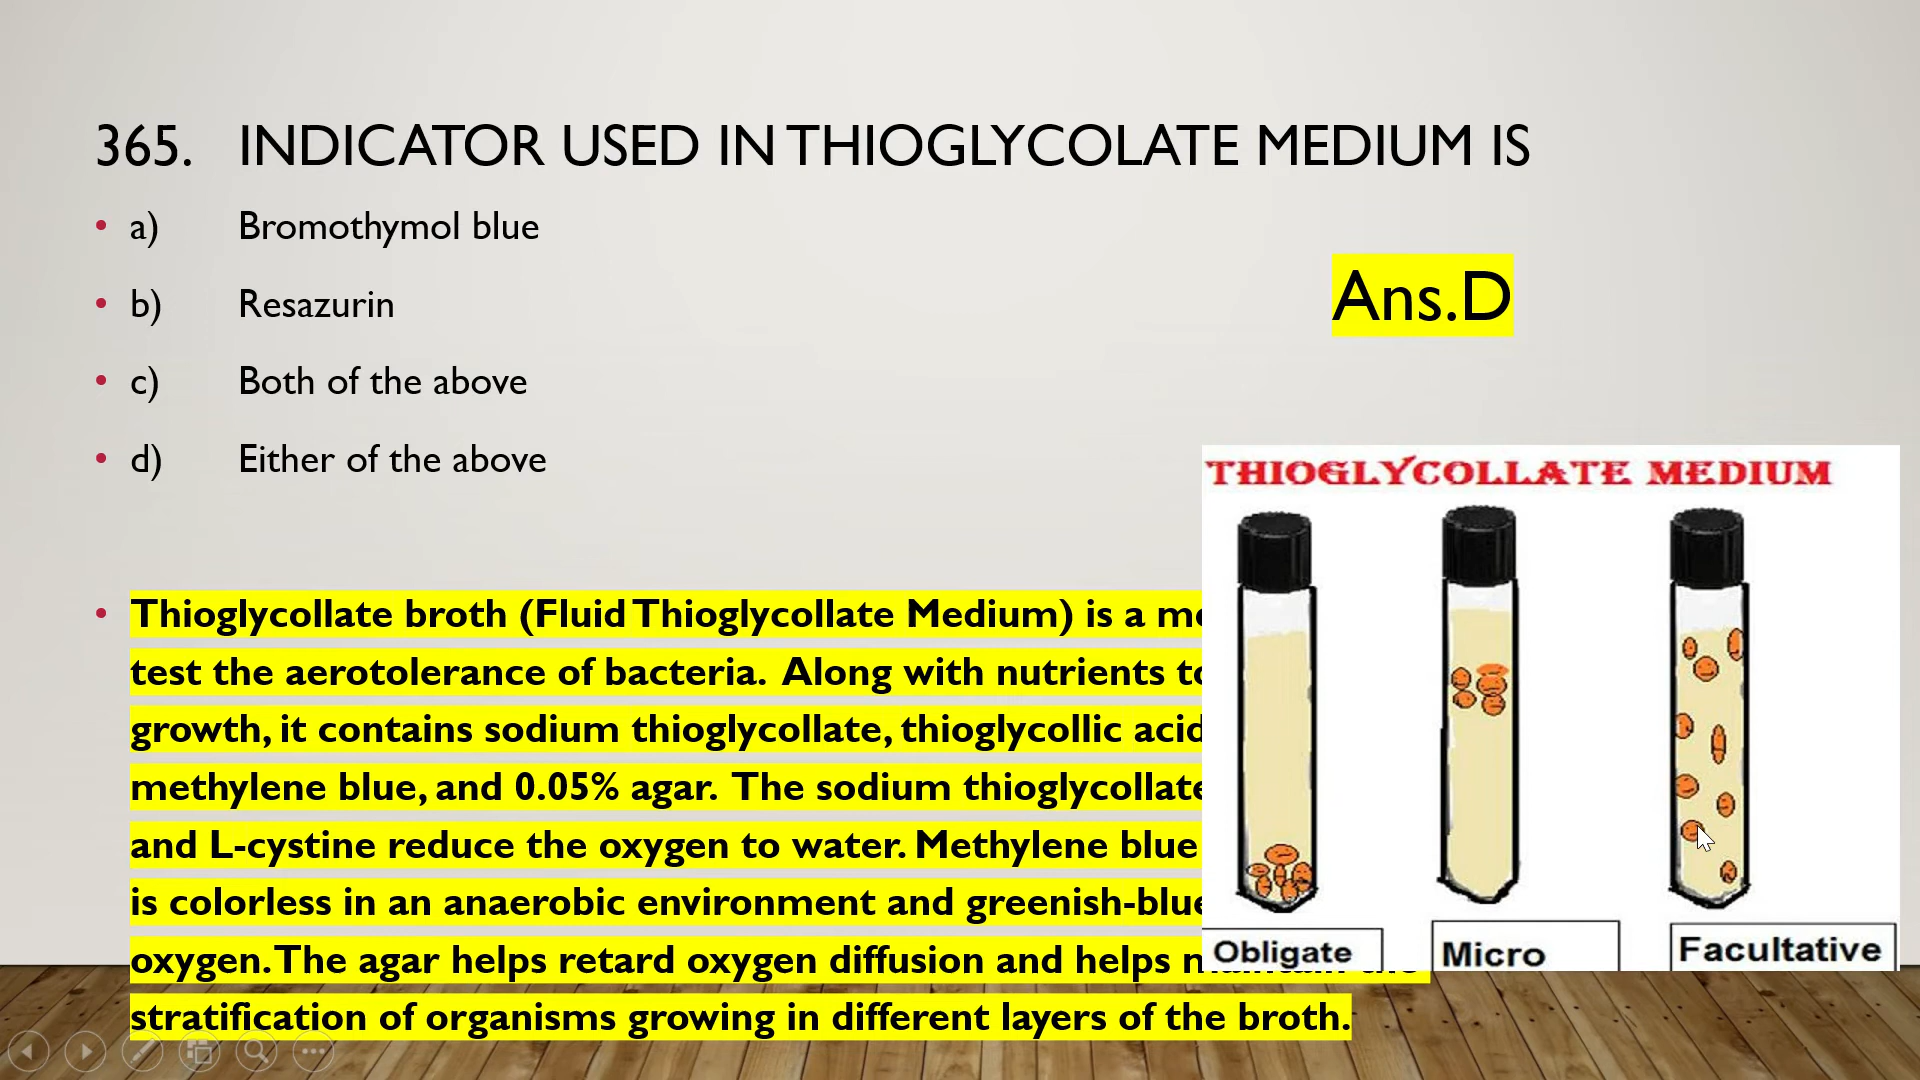 365. INDICATOR USED IN THIOGLYCOLATE MEDIUM IS
• a) Bromothymol blue
• b) Resazurin
• c) Both of the above
• d) Either of the above
Ans.D
• Thioglycollate broth (Fluid Thioglycollate Medium) is a
test the aerotolerance of bacteria. Along with nutrients
growth, it contains sodium thioglycollate, thioglycollic acid
methylene blue, and 0.05% agar. The sodium thioglycollate
and L-cystine reduce the oxygen to water. Methylene blue
is colorless in an anaerobic environment and greenish-blue
oxygen. The agar helps retard oxygen diffusion and helps
stratification of organisms growing in different layers of the broth.
THIOGLYCOLLATE MEDIUM
Obligate
Micro
Facultative